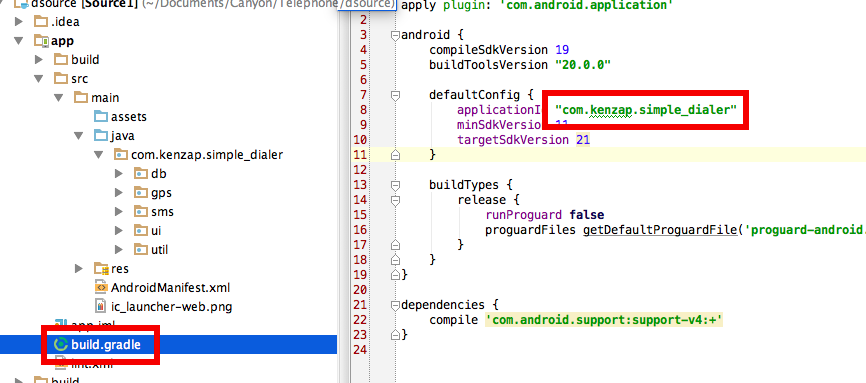 dsource [Source1] (~/Documents/Canyon/Telephone/dsource)
.idea
app
build
src
main
assets
java
com.kenzap.simple_dialer
db
gps
sms
ui
util
res
AndroidManifest.xml
ic_launcher-web.png
app.iml
build.gradle
lint.xml
build
apply plugin: 'com.android.application'
2
3 android {
4 compileSdkVersion 19
5 buildToolsVersion "20.0.0"
6
7 defaultConfig {
8 applicationI "com.kenzap.simple_dialer"
9 minSdkVersion 11
10 targetSdkVersion 21
11 }
12
13 buildTypes {
14 release {
15 runProguard false
16 proguardFiles getDefaultProguardFile('proguard-android.
17 }
18 }
19 }
20
21 dependencies {
22 compile 'com.android.support:support-v4:+'
23 }
24